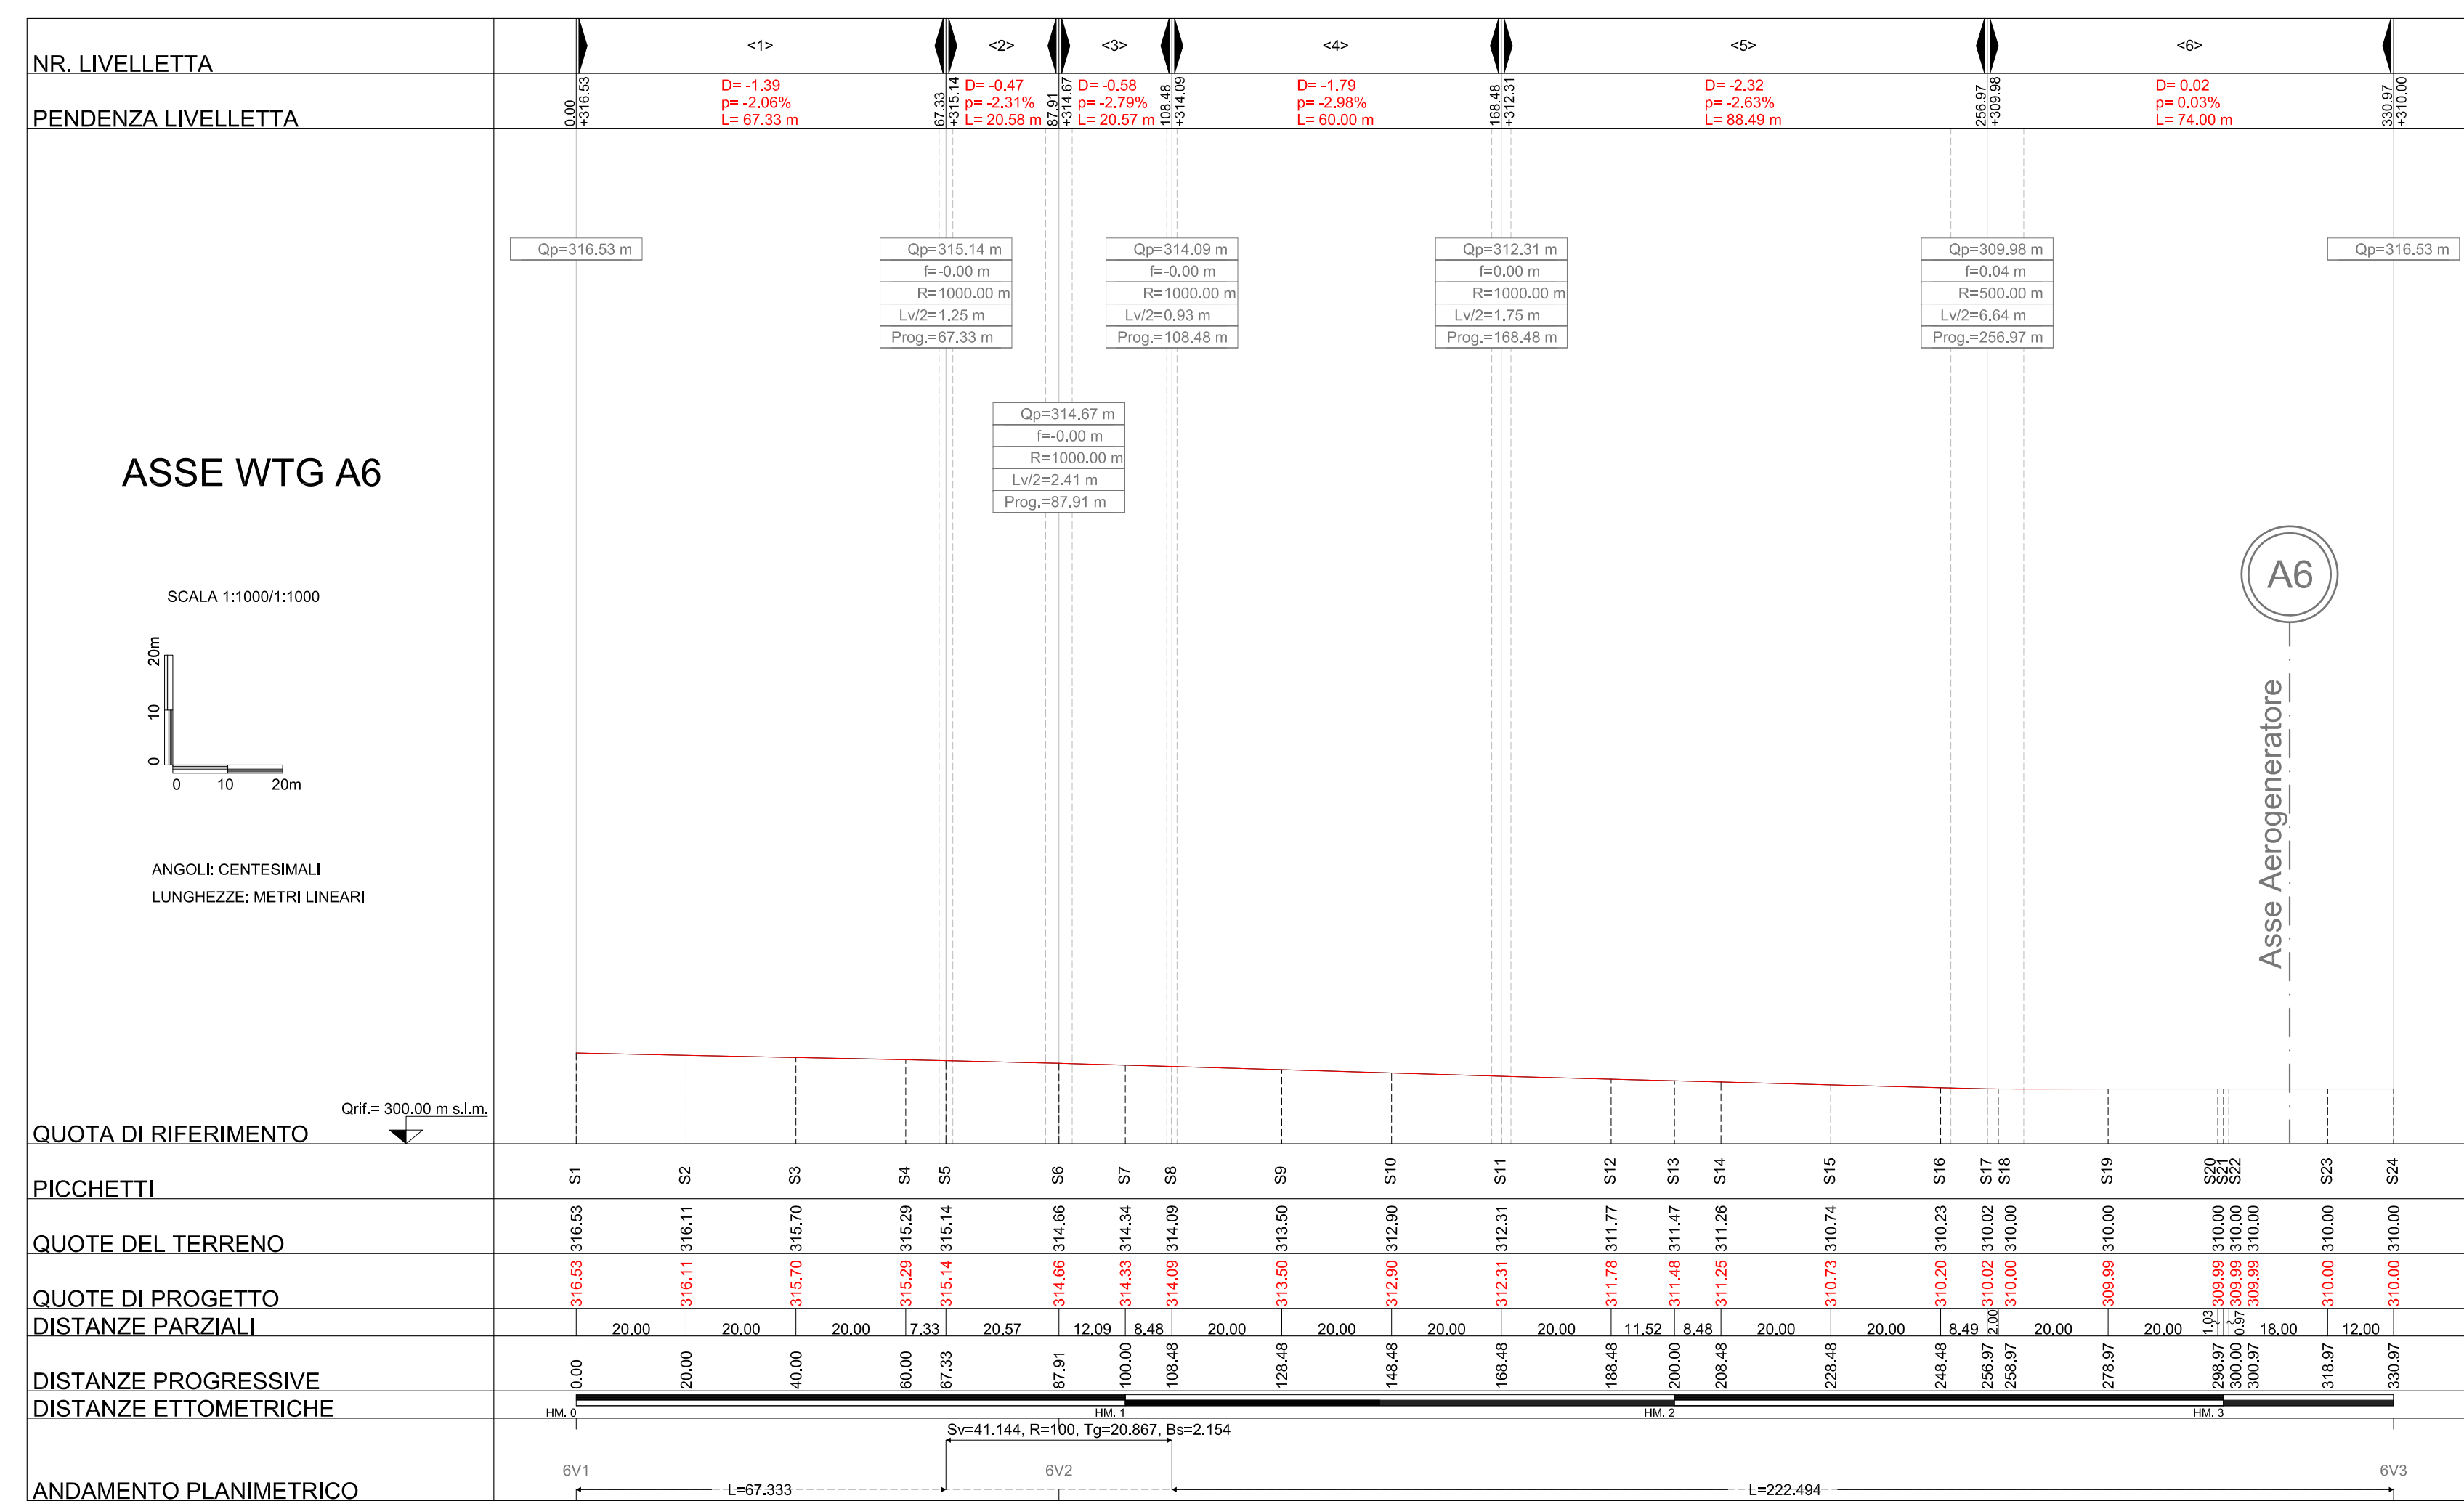 NR. LIVELLETTA
<1>
<2>
<3>
<4>
<5>
<6>
PENDENZA LIVELLETTA
0.00
+316.53
D= -1.39
p= -2.06%
L= 67.33 m
67.33
+315.14
D= -0.47
p= -2.31%
L= 20.58 m
87.91
+314.67
D= -0.58
p= -2.79%
L= 20.57 m
108.48
+314.09
D= -1.79
p= -2.98%
L= 60.00 m
168.48
+312.31
D= -2.32
p= -2.63%
L= 88.49 m
256.97
+309.98
D= 0.02
p= 0.03%
L= 74.00 m
330.97
+310.00
Qp=316.53 m
Qp=315.14 m
f=-0.00 m
R=1000.00 m
Lv/2=1.25 m
Prog.=67.33 m
Qp=314.09 m
f=-0.00 m
R=1000.00 m
Lv/2=0.93 m
Prog.=108.48 m
Qp=312.31 m
f=0.00 m
R=1000.00 m
Lv/2=1.75 m
Prog.=168.48 m
Qp=309.98 m
f=0.04 m
R=500.00 m
Lv/2=6.64 m
Prog.=256.97 m
Qp=316.53 m
Qp=314.67 m
f=-0.00 m
R=1000.00 m
Lv/2=2.41 m
Prog.=87.91 m
ASSE WTG A6
SCALA 1:1000/1:1000
20m
10
0
0 10 20m
ANGOLI: CENTESIMALI
LUNGHEZZE: METRI LINEARI
A6
Asse Aerogeneratore
Qrif.= 300.00 m s.l.m.
QUOTA DI RIFERIMENTO
PICCHETTI
S1 S2 S3 S4 S5 S6 S7 S8 S9 S10 S11 S12 S13 S14 S15 S16 S17 S18 S19 S20 S21 S22 S23 S24
QUOTE DEL TERRENO
316.53 316.11 315.70 315.29 315.14 314.66 314.34 314.09 313.50 312.90 312.31 311.77 311.47 311.26 310.74 310.23 310.02 310.00 310.00 310.00 310.00 310.00 310.00 310.00
QUOTE DI PROGETTO
316.53 316.11 315.70 315.29 315.14 314.66 314.33 314.09 313.50 312.90 312.31 311.78 311.48 311.25 310.73 310.20 310.02 310.00 309.99 309.99 309.99 309.99 310.00 310.00
DISTANZE PARZIALI
20.00 20.00 20.00 7.33 20.57 12.09 8.48 20.00 20.00 20.00 20.00 11.52 8.48 20.00 20.00 8.49 2.00 20.00 20.00 1.03 0.97 18.00 12.00
DISTANZE PROGRESSIVE
0.00 20.00 40.00 60.00 67.33 87.91 100.00 108.48 128.48 148.48 168.48 188.48 200.00 208.48 228.48 248.48 256.97 258.97 278.97 298.97 300.00 300.97 318.97 330.97
DISTANZE ETTOMETRICHE
HM. 0 HM. 1 HM. 2 HM. 3
Sv=41.144, R=100, Tg=20.867, Bs=2.154
6V1 6V2 6V3
ANDAMENTO PLANIMETRICO
L=67.333
L=222.494